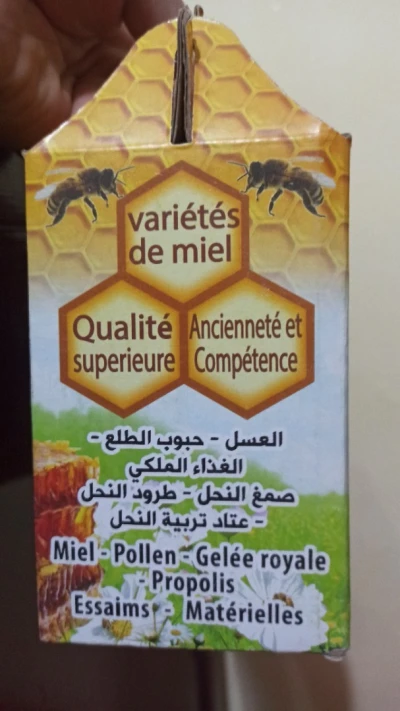 variétés
de miel
Qualité
superieure
Ancienneté et
Compétence
العسل - حبوب الطلع -
الغذاء الملكي
صمغ النحل - طرود النحل
- عتاد تربية النحل
Miel - Pollen - Gelée royale
- Propolis
Essaims - Matérielles